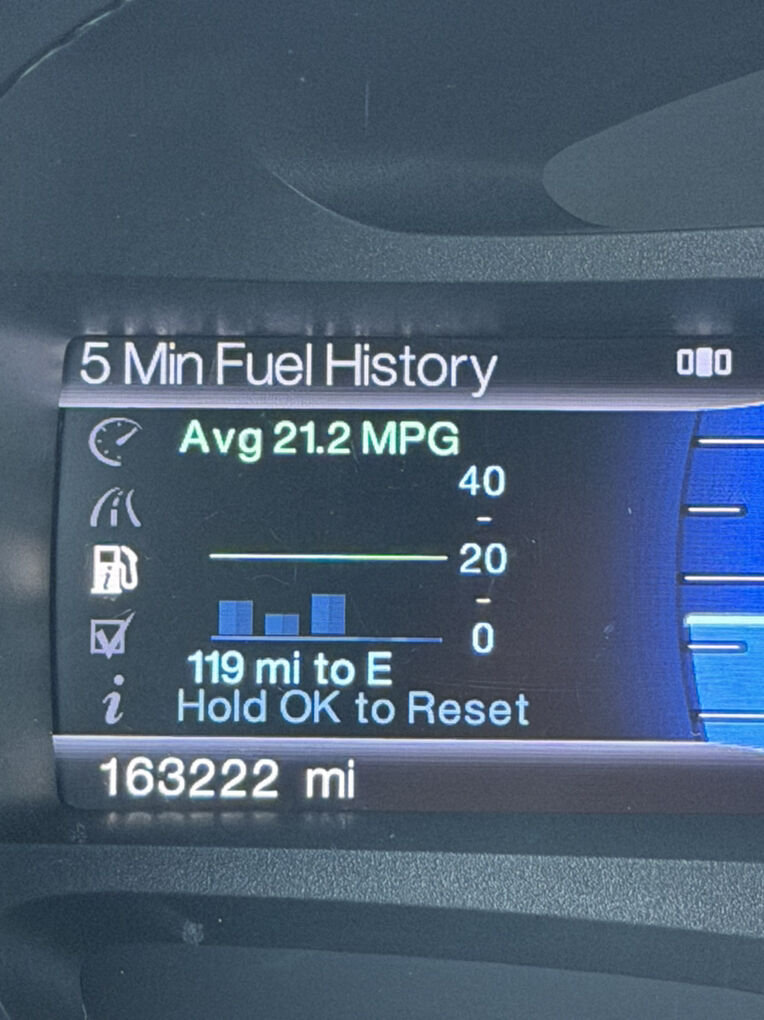 5 Min Fuel History
Avg 21.2 MPG
40
20
0
119 mi to E
Hold OK to Reset
163222 mi